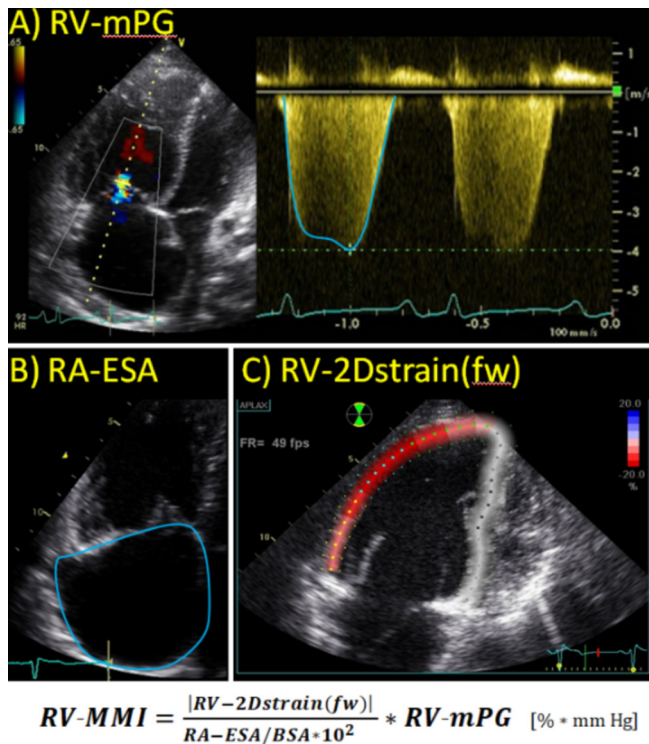 A) RV-mPG
.65
.65
V
5
10
92
HR
1
[m/s
-1
-2
-3
-4
-5
-1.0
-0.5
0.0
100 mm/s
B) RA-ESA
5
10
C) RV-2Dstrain(fw)
APLAX
FR= 49 fps
5
10
20.0
-20.0
%
RV-MMI = |RV-2Dstrain(fw)| / RA-ESA/BSA*10² * RV-mPG [% * mm Hg]